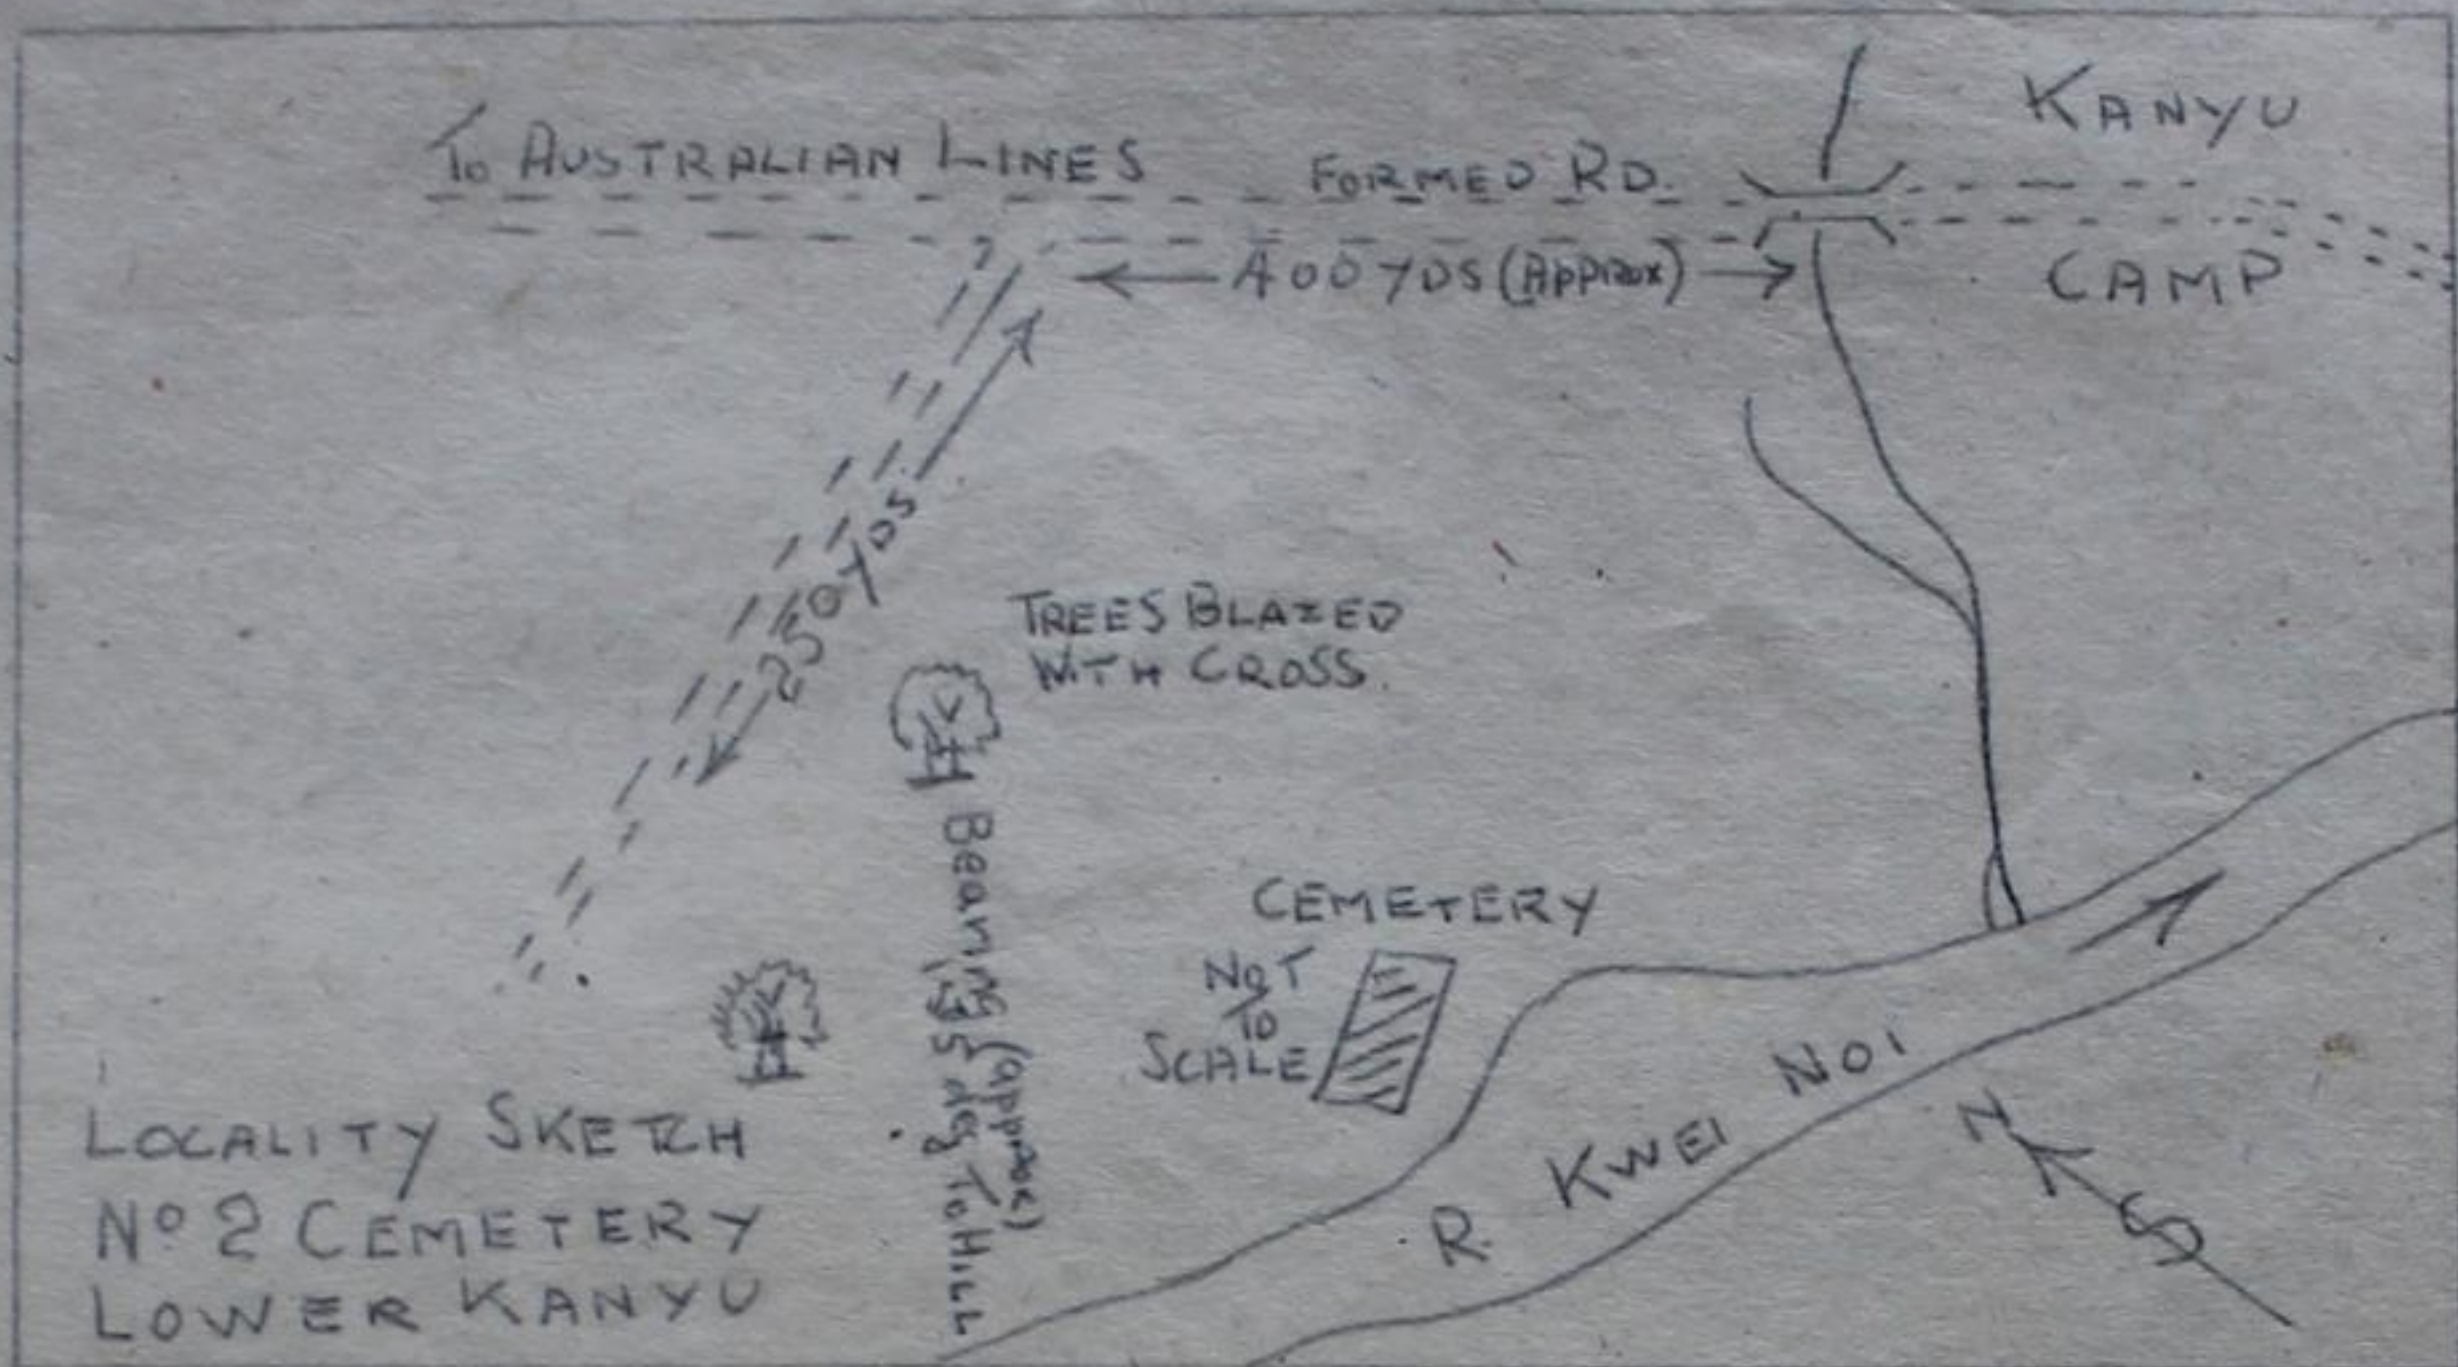 KANYU
To AUSTRALIAN LINES
FORMED RD.
400 YDS (Approx)
CAMP
250 YDS
TREES BLAZED
WITH CROSS.
Bearing (approx)
deg To HILL
CEMETERY
NOT
TO
SCALE
R. KWEI NOI
N
S
LOCALITY SKETCH
No 2 CEMETERY
LOWER KANYU